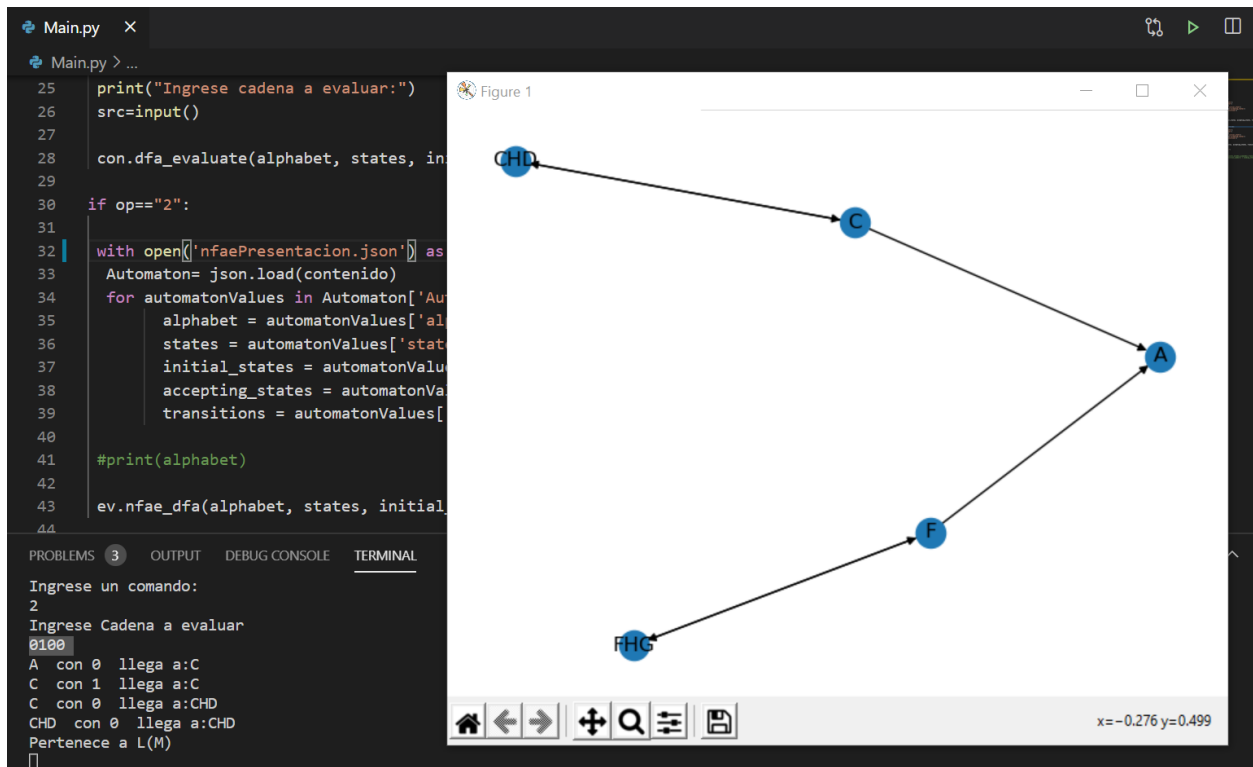 Main.py
Main.py > ...
25 print("Ingrese cadena a evaluar:")
26 src=input()
27
28 con.dfa_evaluate(alphabet, states, in
29
30 if op=="2":
31
32 with open('nfaePresentacion.json') as
33 Automaton= json.load(contenido)
34 for automatonValues in Automaton['Au
35 alphabet = automatonValues['al
36 states = automatonValues['stat
37 initial_states = automatonValu
38 accepting_states = automatonVa
39 transitions = automatonValues[
40
41 #print(alphabet)
42
43 ev.nfae_dfa(alphabet, states, initial_
44
Figure 1
CHD
C
A
F
FHG
x=-0.276 y=0.499
PROBLEMS 3 OUTPUT DEBUG CONSOLE TERMINAL
Ingrese un comando:
2
Ingrese Cadena a evaluar
0100
A con 0 llega a:C
C con 1 llega a:C
C con 0 llega a:CHD
CHD con 0 llega a:CHD
Pertenece a L(M)